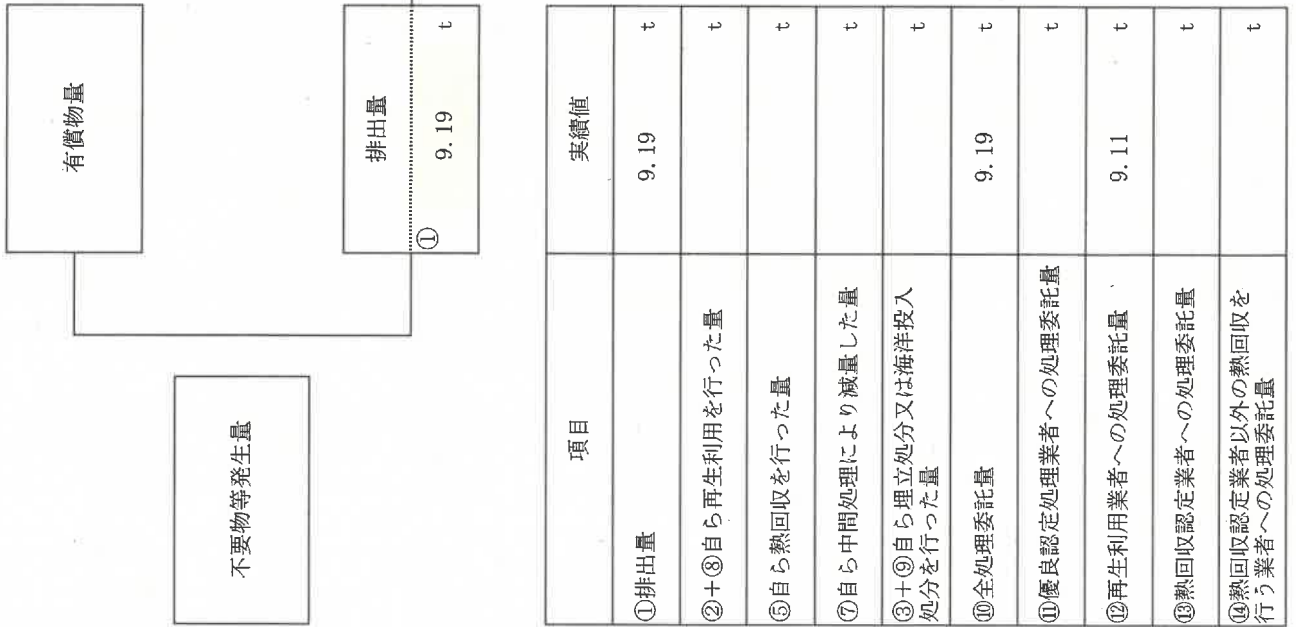 有償物量
不要物等発生量
排出量
① 9.19 t
項目 実績値
①排出量 9.19 t
②+⑧自ら再生利用を行った量 t
⑤自ら熱回収を行った量 t
⑦自ら中間処理により減量した量 t
③+⑨自ら埋立処分又は海洋投入
処分を行った量 t
⑩全処理委託量 9.19 t
⑪優良認定処理業者への処理委託量 t
⑫再生利用業者への処理委託量 9.11 t
⑬熱回収認定業者への処理委託量 t
⑭熱回収認定業者以外の熱回収を
行う業者への処理委託量 t